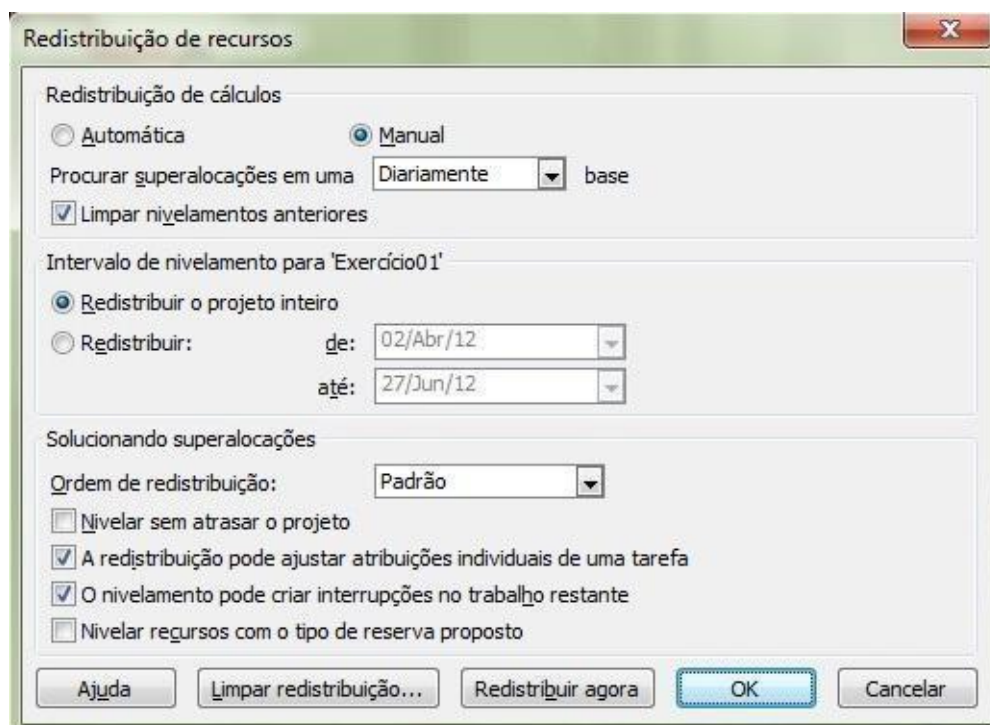 Redistribuição de recursos
Redistribuição de cálculos
Automática Manual
Procurar superalocações em uma Diariamente base
Limpar nivelamentos anteriores
Intervalo de nivelamento para 'Exercício01'
Redistribuir o projeto inteiro
Redistribuir: de: 02/Abr/12
até: 27/Jun/12
Solucionando superalocações
Ordem de redistribuição: Padrão
Nivelar sem atrasar o projeto
A redistribuição pode ajustar atribuições individuais de uma tarefa
O nivelamento pode criar interrupções no trabalho restante
Nivelar recursos com o tipo de reserva proposto
Ajuda Limpar redistribuição... Redistribuir agora OK Cancelar